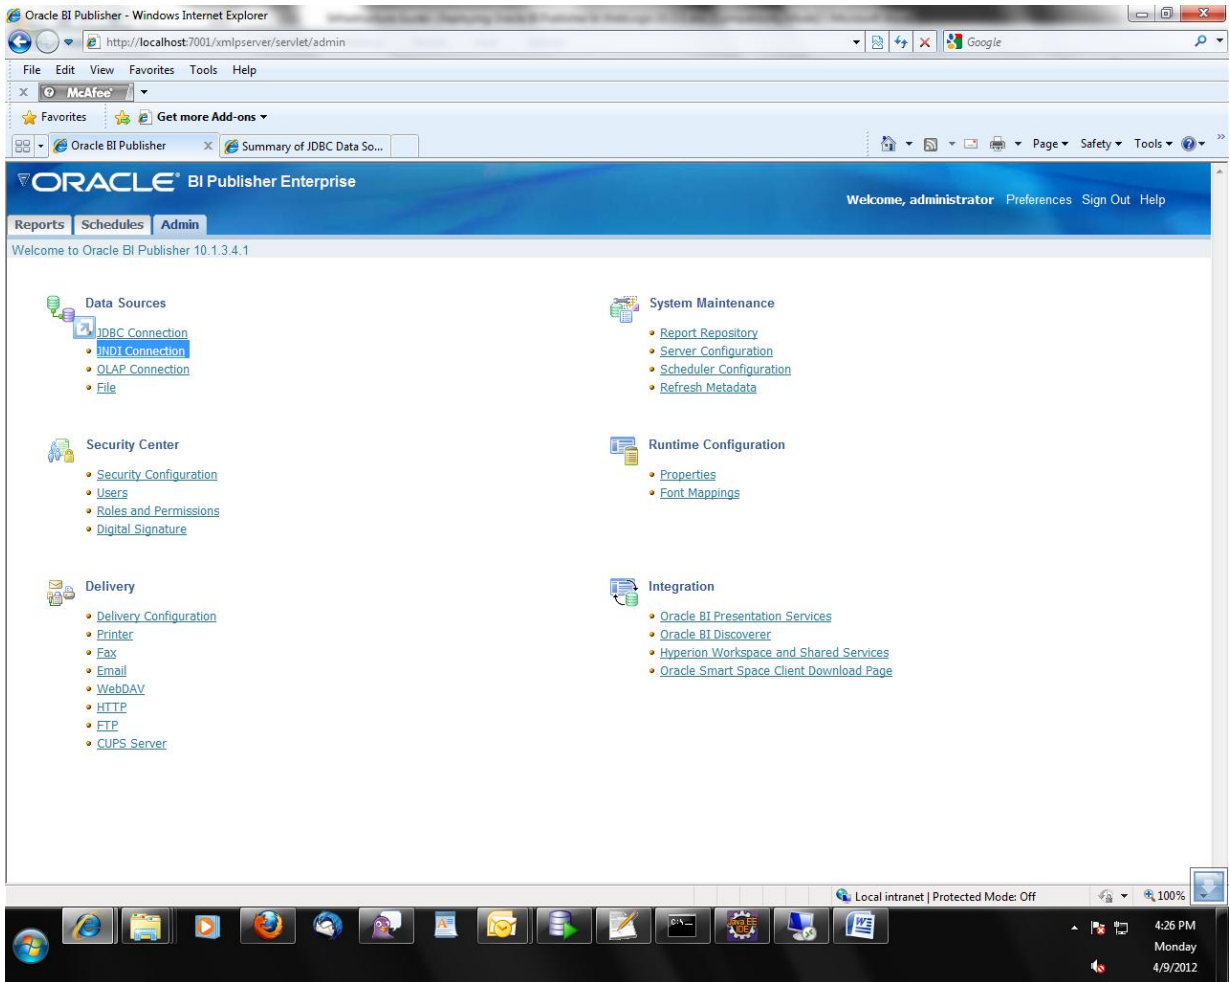 Oracle BI Publisher - Windows Internet Explorer
http://localhost:7001/xmlpserver/servlet/admin
Google
File Edit View Favorites Tools Help
X McAfee
Favorites Get more Add-ons
Oracle BI Publisher X Summary of JDBC Data So...
Page Safety Tools
ORACLE BI Publisher Enterprise
Welcome, administrator Preferences Sign Out Help
Reports Schedules Admin
Welcome to Oracle BI Publisher 10.1.3.4.1
Data Sources
JDBC Connection
JNDI Connection
OLAP Connection
File
System Maintenance
Report Repository
Server Configuration
Scheduler Configuration
Refresh Metadata
Security Center
Security Configuration
Users
Roles and Permissions
Digital Signature
Runtime Configuration
Properties
Font Mappings
Delivery
Delivery Configuration
Printer
Fax
Email
WebDAV
HTTP
FTP
CUPS Server
Integration
Oracle BI Presentation Services
Oracle BI Discoverer
Hyperion Workspace and Shared Services
Oracle Smart Space Client Download Page
Local intranet | Protected Mode: Off
100%
4:26 PM
Monday
4/9/2012